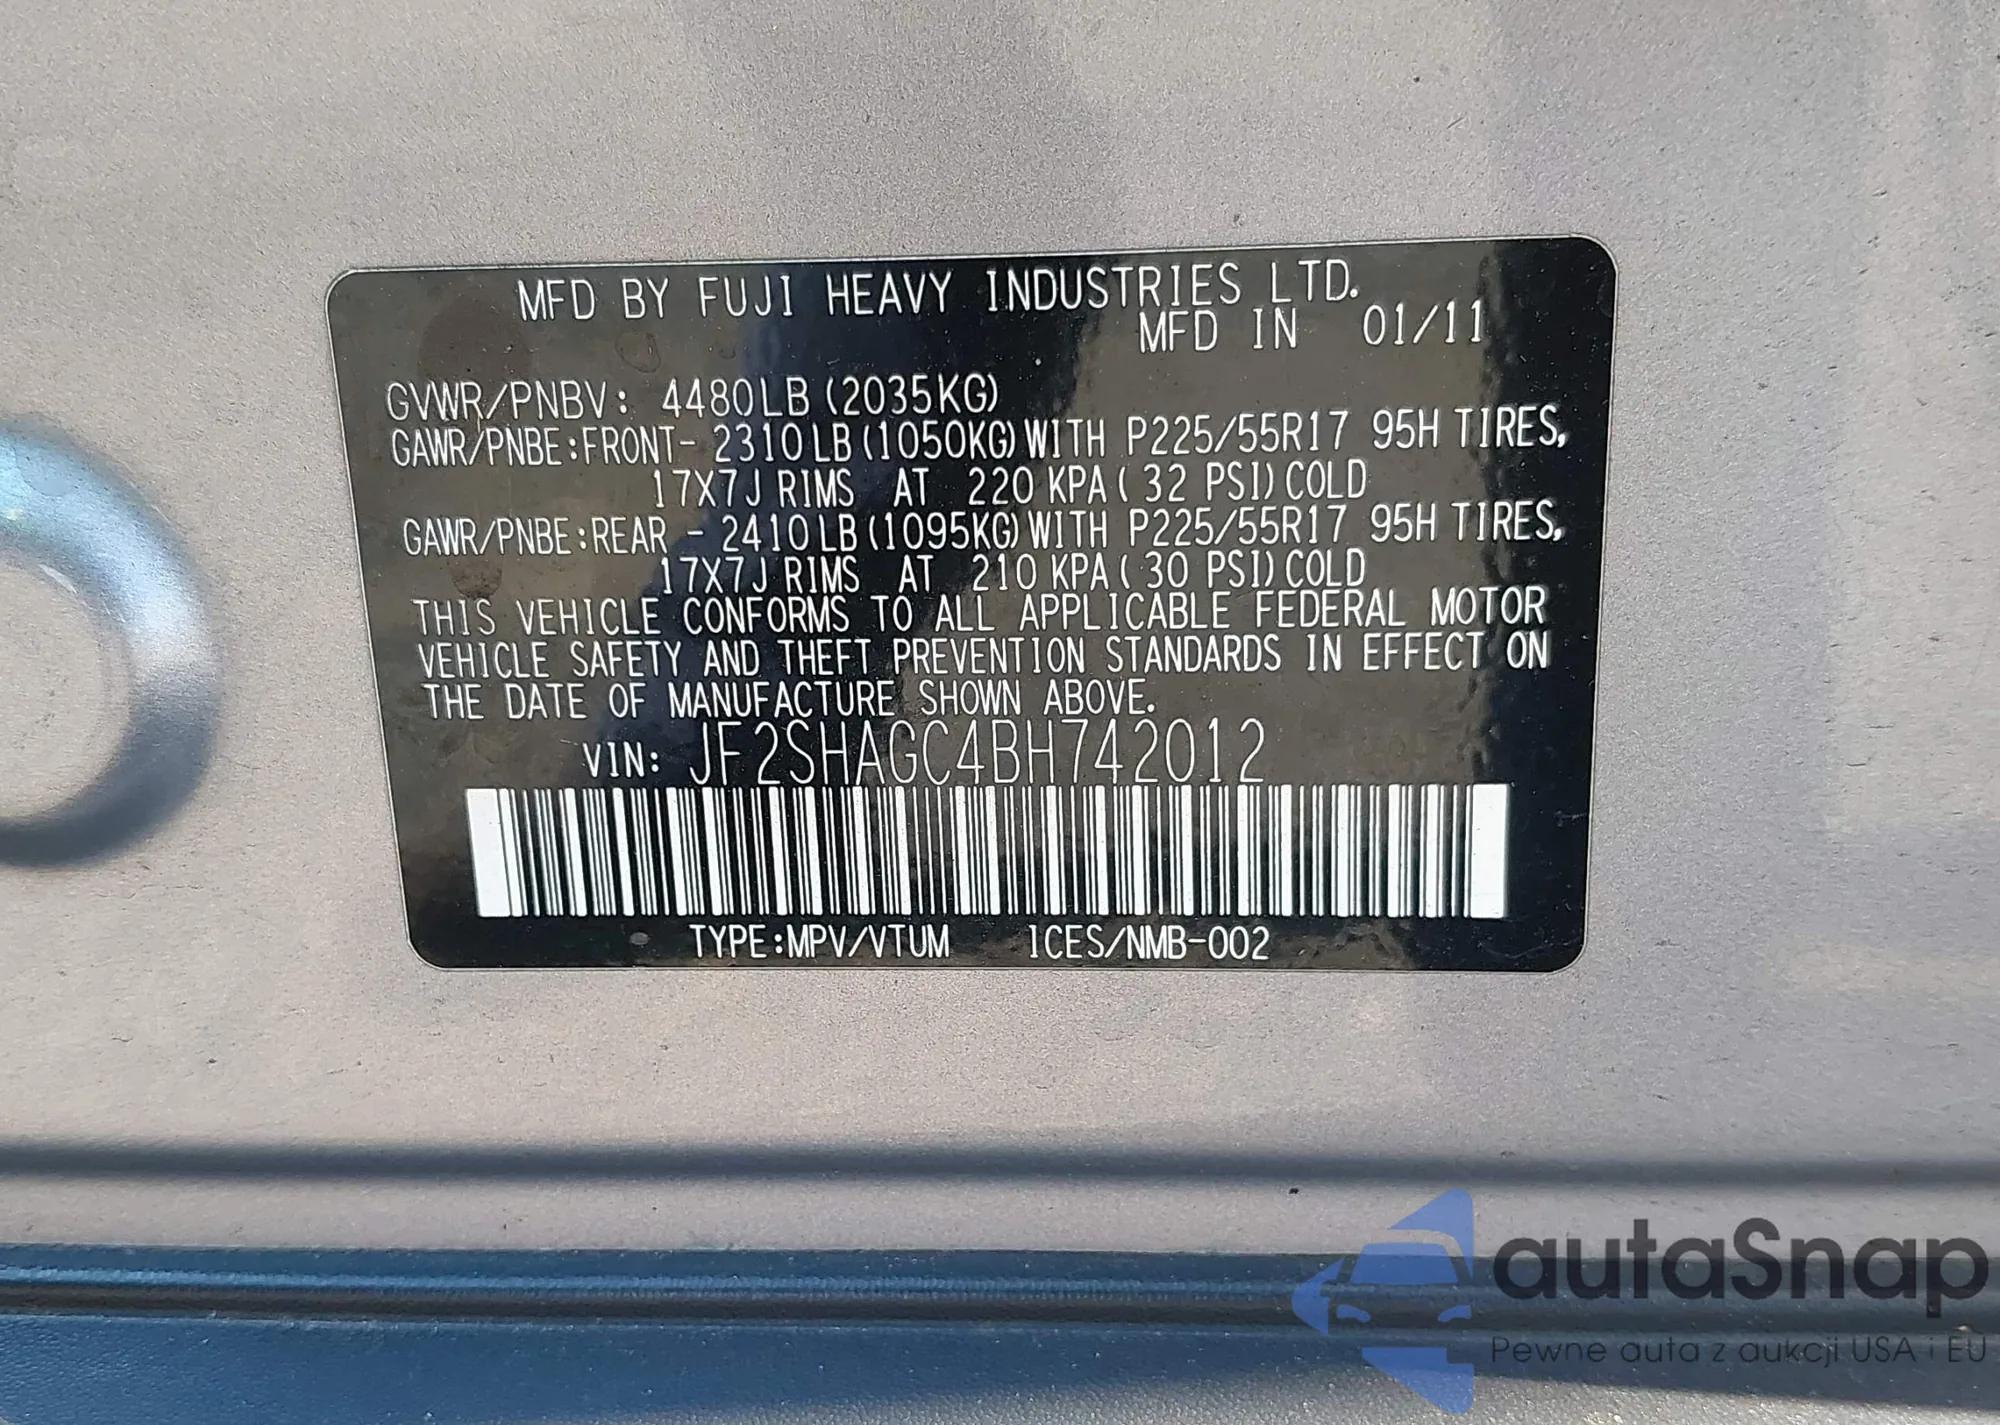 MFD BY FUJI HEAVY INDUSTRIES LTD.
MFD IN 01/11
GVWR/PNBV: 4480LB (2035KG)
GAWR/PNBE:FRONT- 2310LB(1050KG)WITH P225/55R17 95H TIRES,
17X7J RIMS AT 220 KPA( 32 PSI)COLD
GAWR/PNBE:REAR - 2410LB(1095KG)WITH P225/55R17 95H TIRES,
17X7J RIMS AT 210 KPA( 30 PSI)COLD
THIS VEHICLE CONFORMS TO ALL APPLICABLE FEDERAL MOTOR
VEHICLE SAFETY AND THEFT PREVENTION STANDARDS IN EFFECT ON
THE DATE OF MANUFACTURE SHOWN ABOVE.
VIN: JF2SHAGC4BH742012
TYPE:MPV/VTUM ICES/NMB-002
autaSnap
Pewne auta z aukcji USA i EU